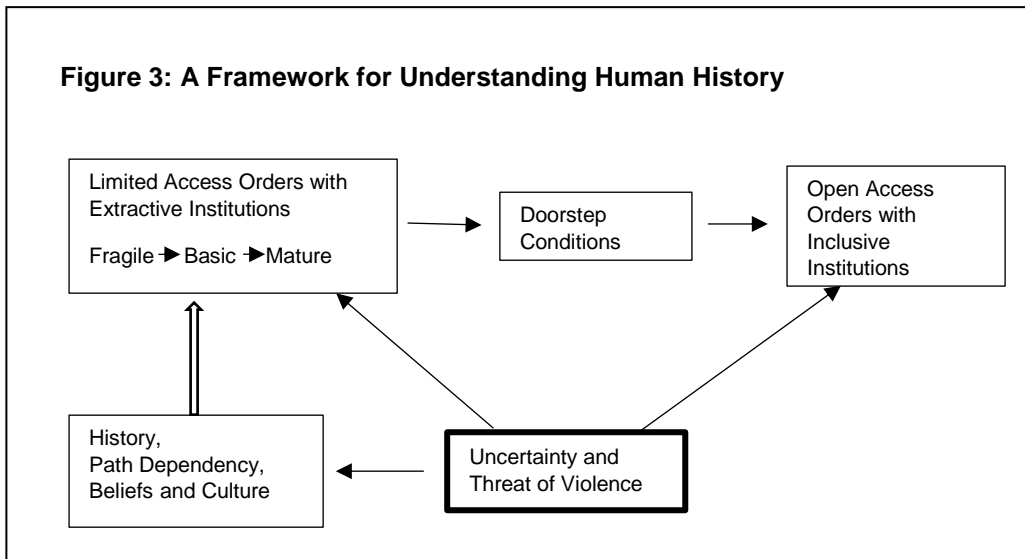 Figure 3: A Framework for Understanding Human History
Limited Access Orders with
Extractive Institutions
Fragile Basic Mature
Doorstep
Conditions
Open Access
Orders with
Inclusive
Institutions
History,
Path Dependency,
Beliefs and Culture
Uncertainty and
Threat of Violence